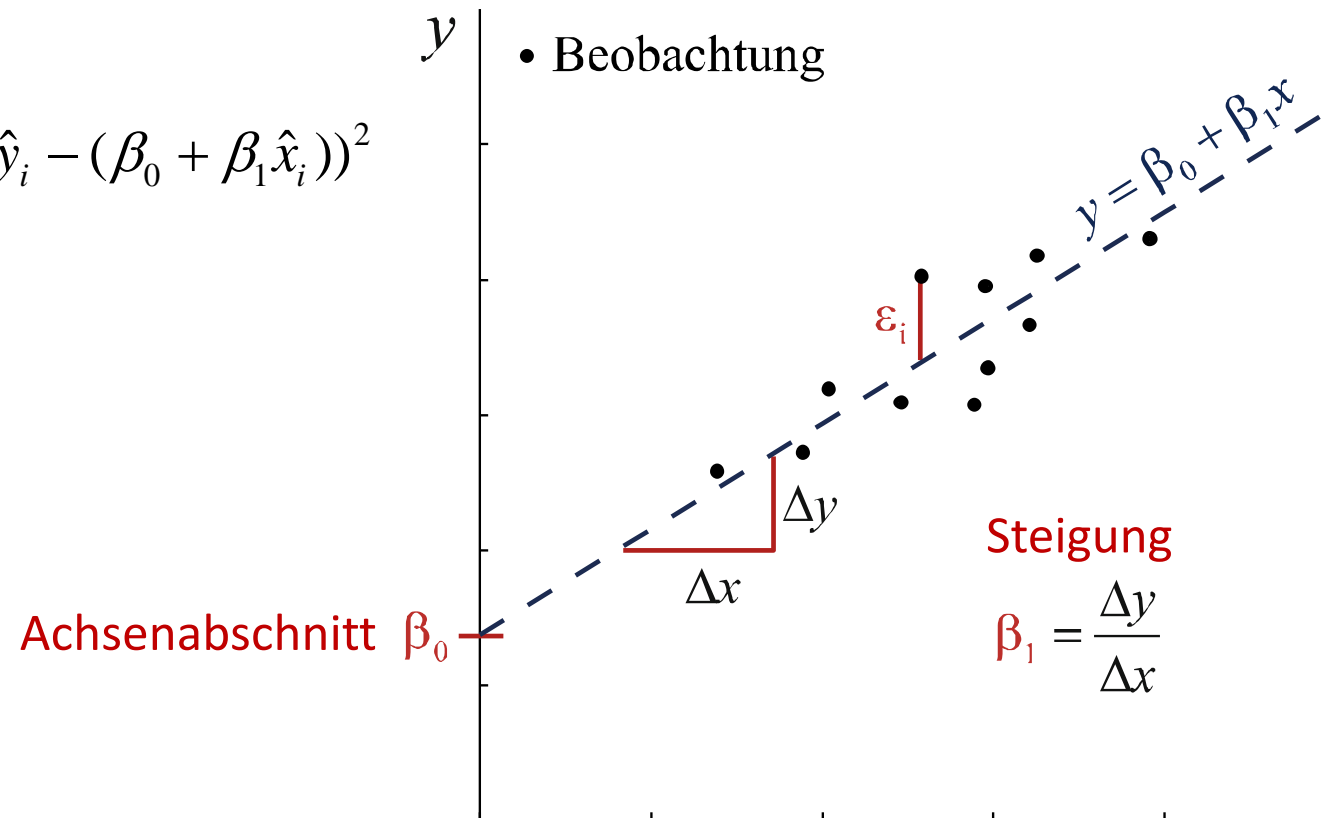 y
• Beobachtung
ŷᵢ − (β₀ + β₁x̂ᵢ))²
y = β₀ + β₁x
εᵢ
Δy
Δx
Steigung
β₁ = Δy/Δx
Achsenabschnitt β₀